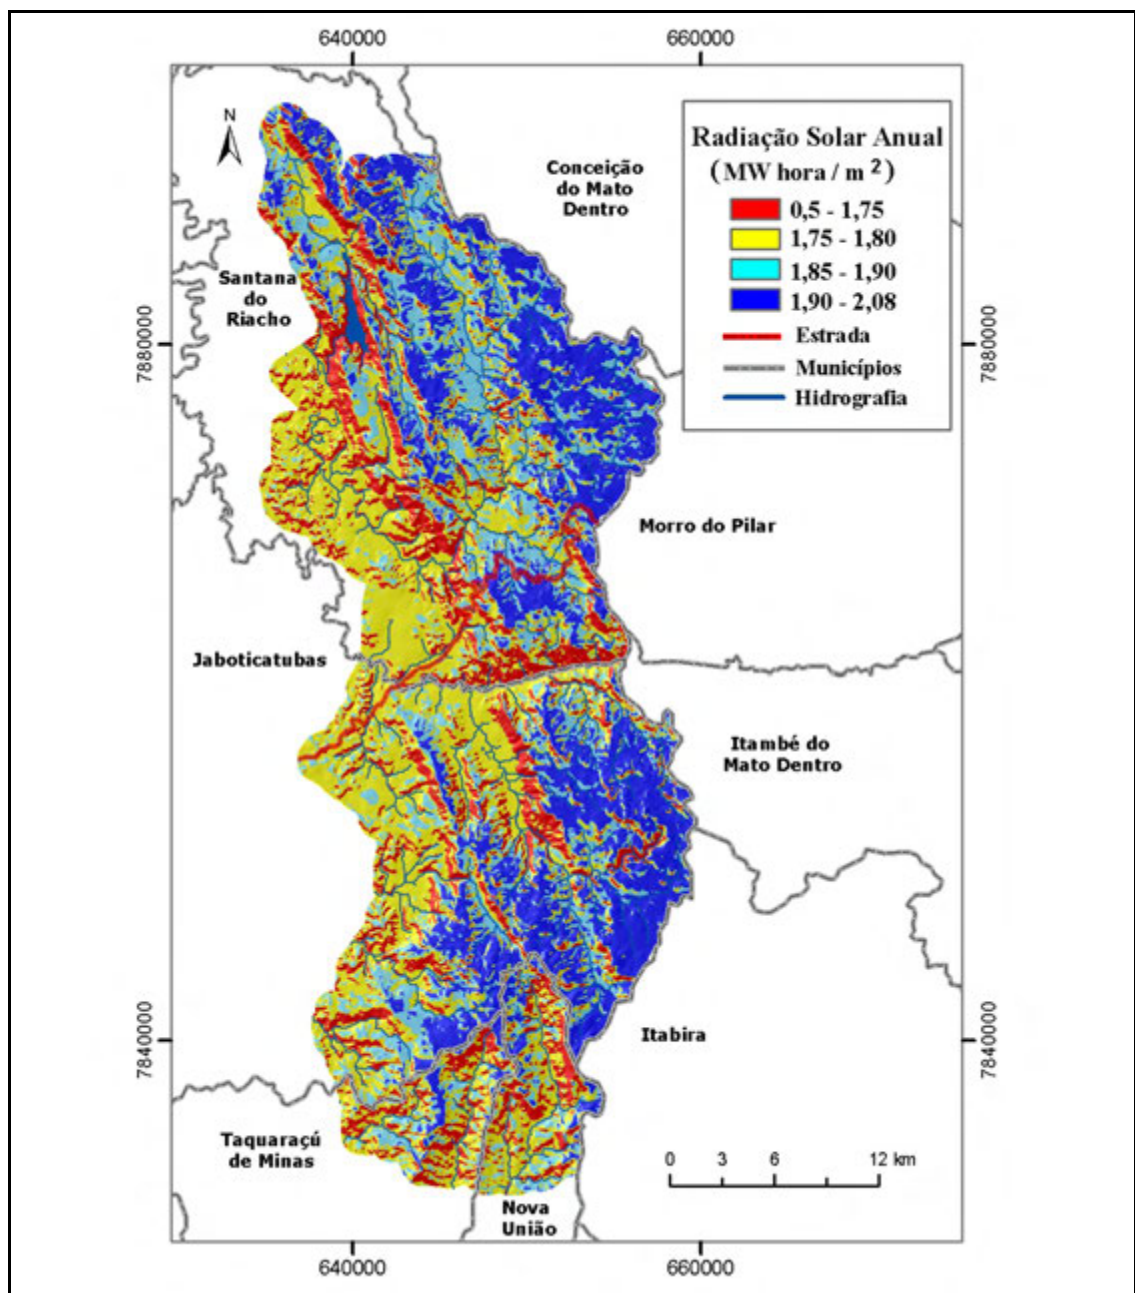 640000
660000
N
Radiação Solar Anual
(MW hora / m 2)
0,5 - 1,75
1,75 - 1,80
1,85 - 1,90
1,90 - 2,08
Estrada
Municípios
Hidrografia
Conceição
do Mato
Dentro
Santana
do
Riacho
7880000
7880000
Morro do Pilar
Jaboticatubas
Itambé do
Mato Dentro
7840000
7840000
Itabira
Taquaraçú
de Minas
0 3 6 12 km
Nova
União
640000
660000